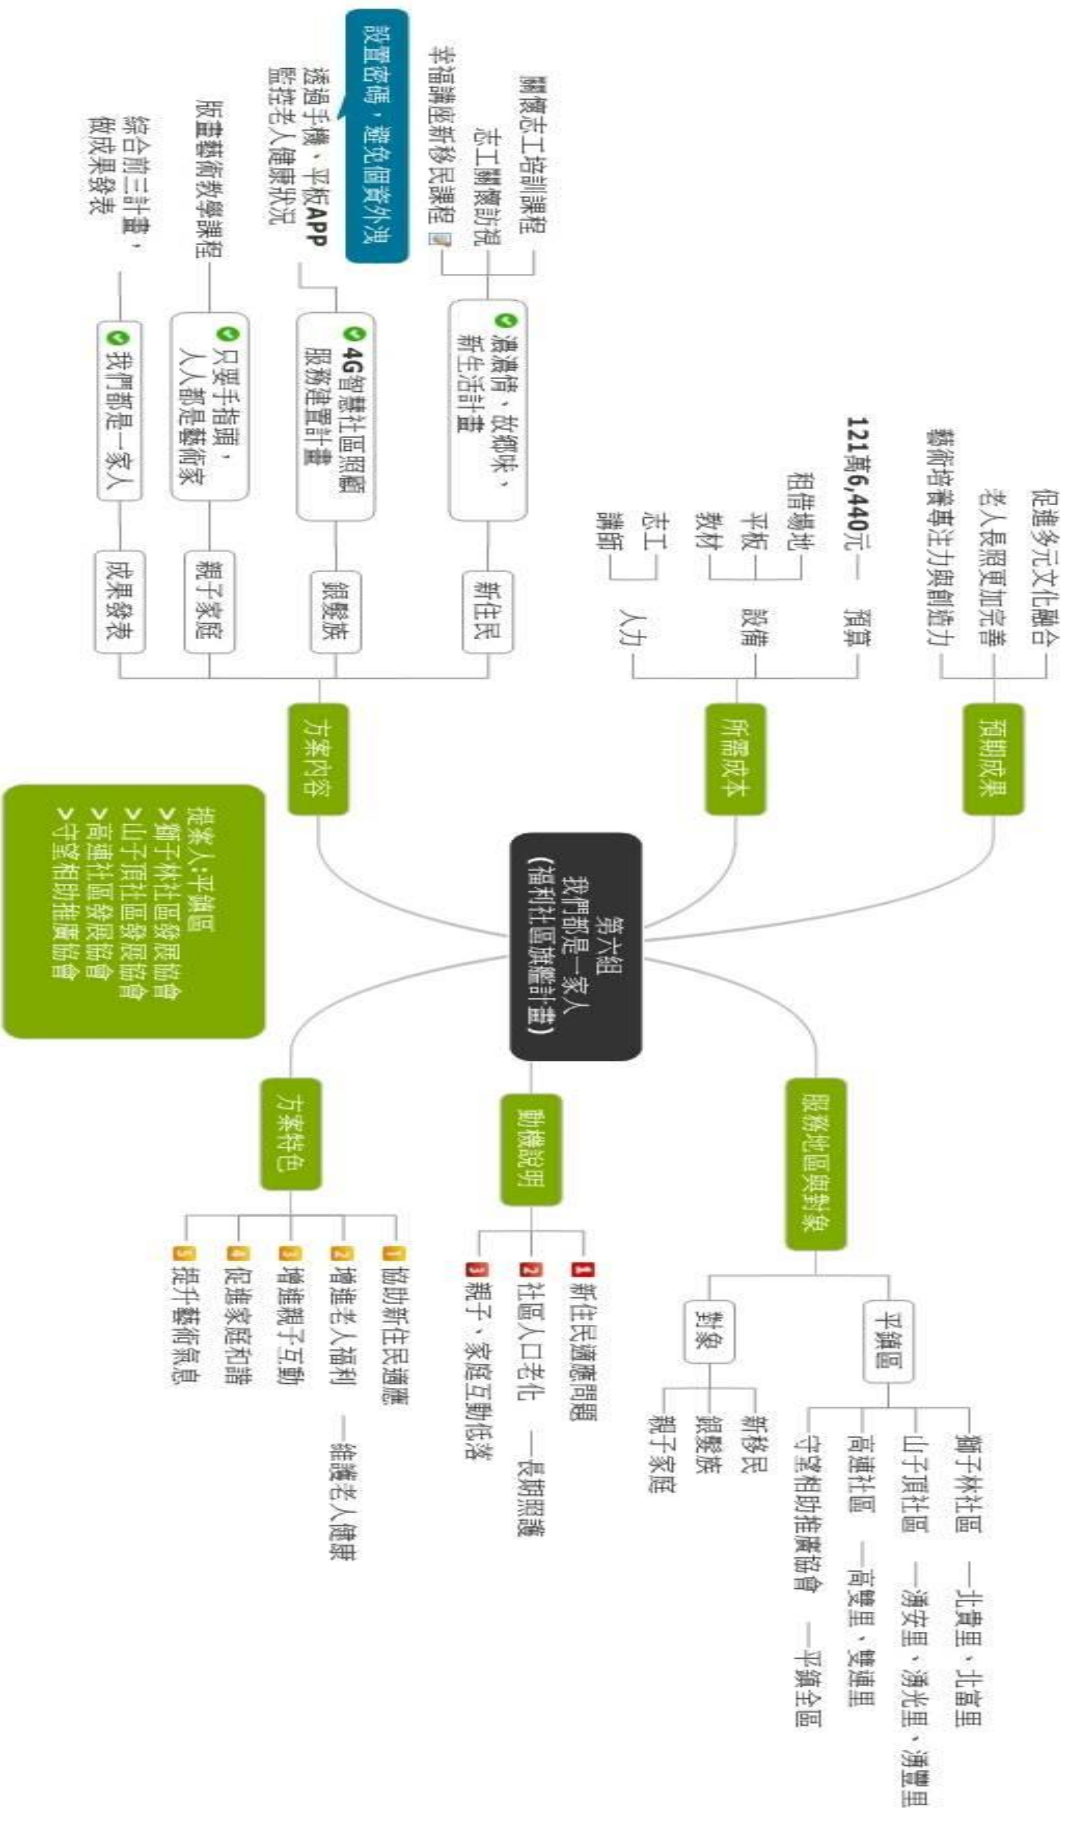 第六組
我們都是一家人
(福利社區旗艦計畫)
服務地區與對象
平鎮區
獅子林社區
北貴里、北富里
山子頂社區
湧安里、湧光里、湧豐里
高連社區
高雙里、雙連里
守望相助推廣協會
平鎮全區
對象
新移民
銀髮族
親子家庭
動機說明
1 新住民適應問題
2 社區人口老化
長期照護
3 親子、家庭互動低落
方案特色
1 協助新住民適應
2 增進老人福利
維護老人健康
3 增進親子互動
4 促進家庭和諧
5 提升藝術氣息
預期成果
促進多元文化融合
老人長照更加完善
藝術培養專注力與創造力
所需成本
預算
121萬6,440元
設備
租借場地
平板
教材
人力
志工
講師
方案內容
新住民
濃濃情、故鄉味,
新生活計畫
關懷志工培訓課程
志工關懷訪視
幸福講座新移民課程
銀髮族
4G智慧社區照顧
服務建置計畫
透過手機、平板APP
監控老人健康狀況
設置密碼,避免個資外洩
親子家庭
只要手指頭,
人人都是藝術家
版畫藝術教學課程
成果發表
我們都是一家人
綜合前三計畫,
做成果發表
提案人:平鎮區
>獅子林社區發展協會
>山子頂社區發展協會
>高連社區發展協會
>守望相助推廣協會